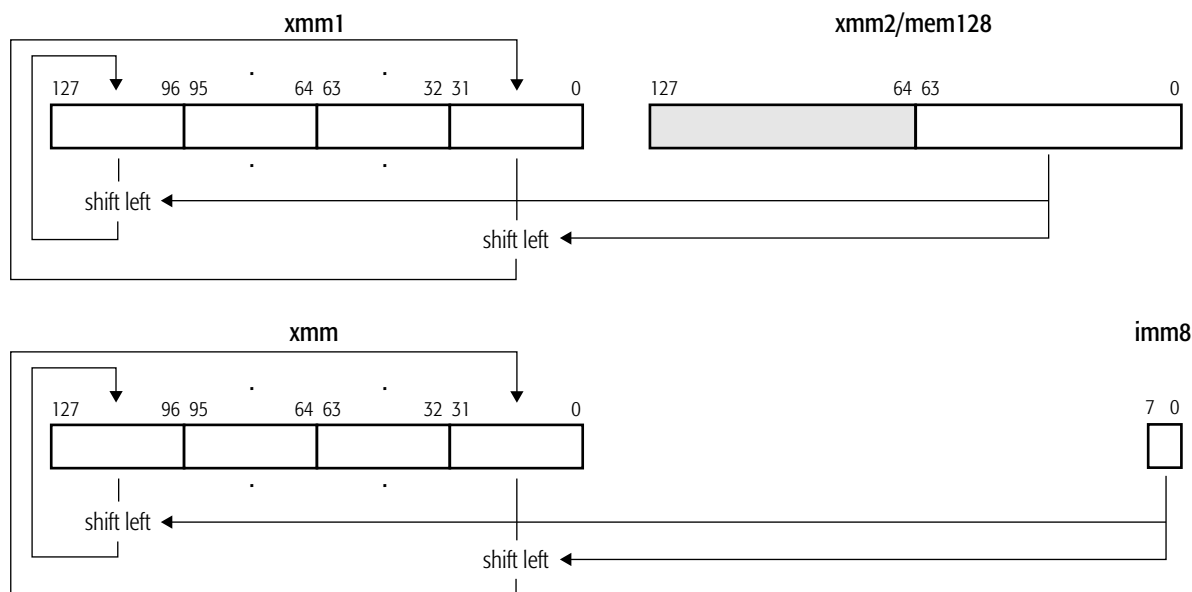 xmm1 xmm2/mem128
. .
127 96 95 64 63 32 31 0 127 64 63 0
. .
shift left
shift left
xmm imm8
. .
127 96 95 64 63 32 31 0 7 0
. .
shift left
shift left